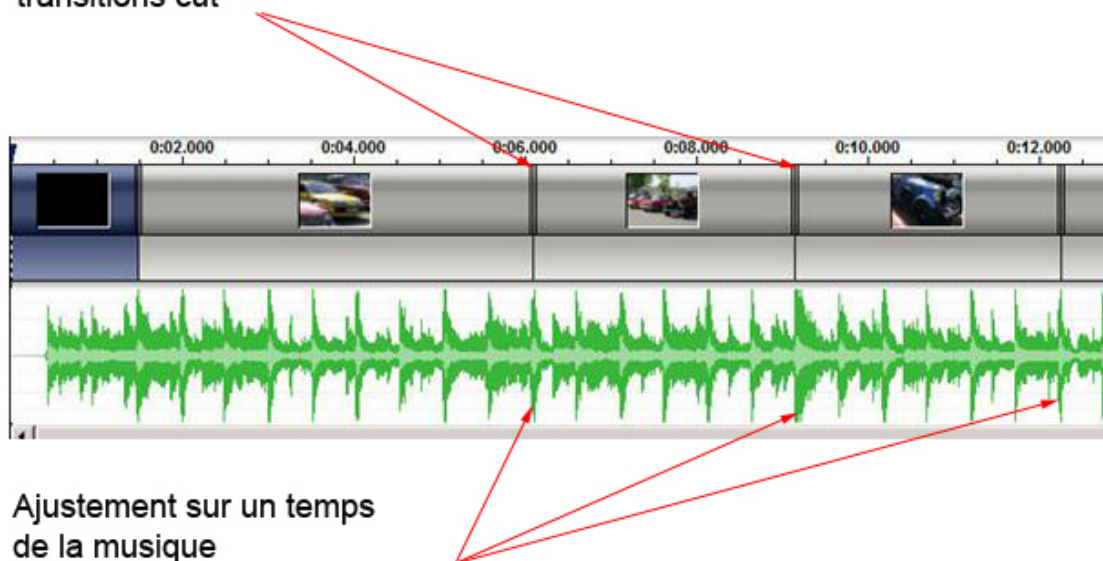 transitions cut
0:02.000 0:04.000 0:06.000 0:08.000 0:10.000 0:12.000
Ajustement sur un temps
de la musique